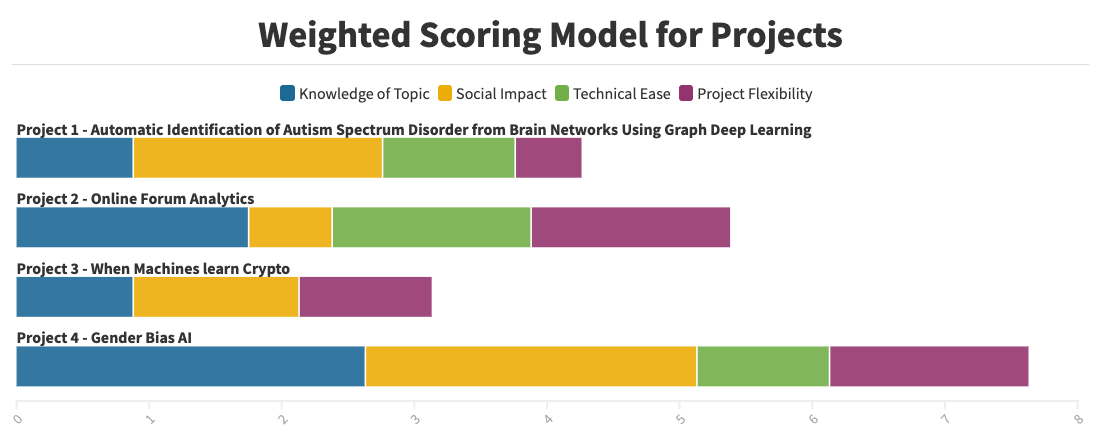 Weighted Scoring Model for Projects
Knowledge of Topic Social Impact Technical Ease Project Flexibility
Project 1 - Automatic Identification of Autism Spectrum Disorder from Brain Networks Using Graph Deep Learning
Project 2 - Online Forum Analytics
Project 3 - When Machines learn Crypto
Project 4 - Gender Bias AI
0 1 2 3 4 5 6 7 8